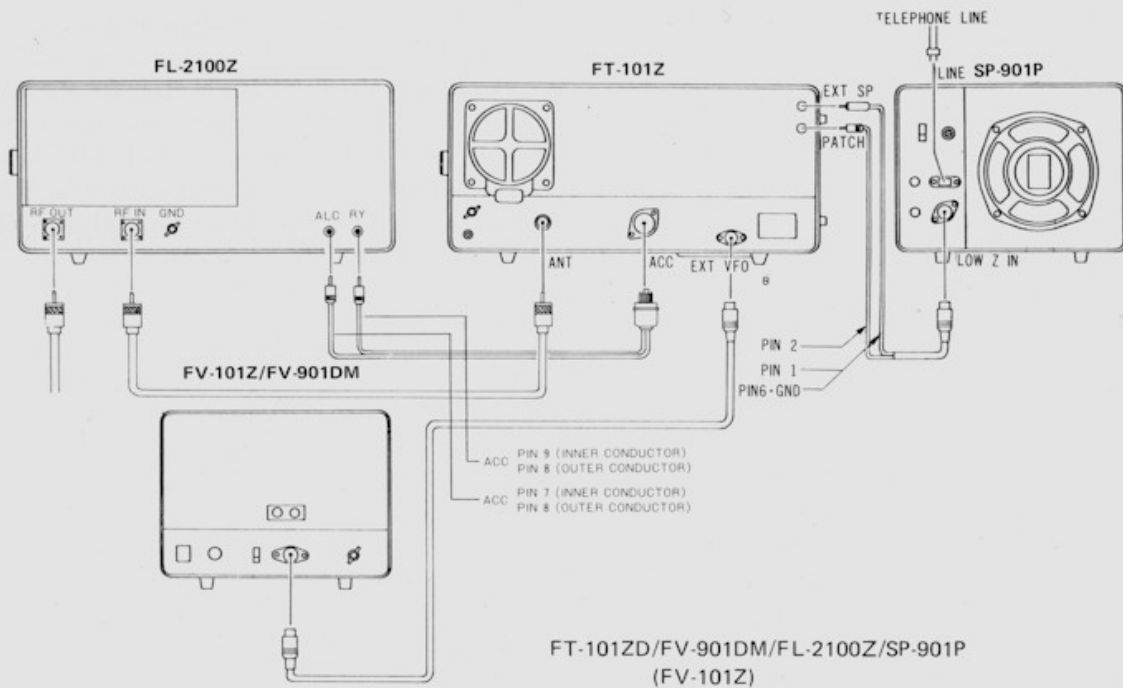 TELEPHONE LINE
FL-2100Z
FT-101Z
LINE SP-901P
EXT SP
PATCH
RF OUT
RF IN
GND
ALC
RY
ANT
ACC
EXT VFO
8
LOW Z IN
PIN 2
PIN 1
PIN6·GND
FV-101Z/FV-901DM
ACC PIN 9 (INNER CONDUCTOR)
PIN 8 (OUTER CONDUCTOR)
ACC PIN 7 (INNER CONDUCTOR)
PIN 8 (OUTER CONDUCTOR)
FT-101ZD/FV-901DM/FL-2100Z/SP-901P
(FV-101Z)